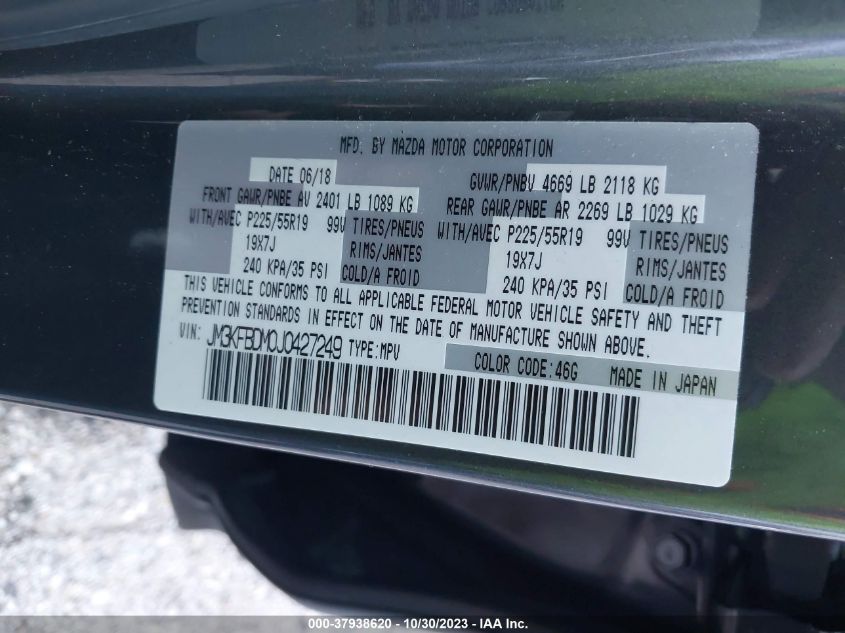 MFD. BY MAZDA MOTOR CORPORATION
DATE 06/18 GVWR/PNBV 4669 LB 2118 KG
FRONT GAWR/PNBE AV 2401 LB 1089 KG REAR GAWR/PNBE AR 2269 LB 1029 KG
WITH/AVEC P225/55R19 99V TIRES/PNEUS WITH/AVEC P225/55R19 99V TIRES/PNEUS
19X7J RIMS/JANTES 19X7J RIMS/JANTES
240 KPA/35 PSI COLD/A FROID 240 KPA/35 PSI COLD/A FROID
THIS VEHICLE CONFORMS TO ALL APPLICABLE FEDERAL MOTOR VEHICLE SAFETY AND THEFT
PREVENTION STANDARDS IN EFFECT ON THE DATE OF MANUFACTURE SHOWN ABOVE.
VIN: JM3KFBDM0J0427249 TYPE:MPV
COLOR CODE:46G MADE IN JAPAN
000-37938620 - 10/30/2023 - IAA Inc.